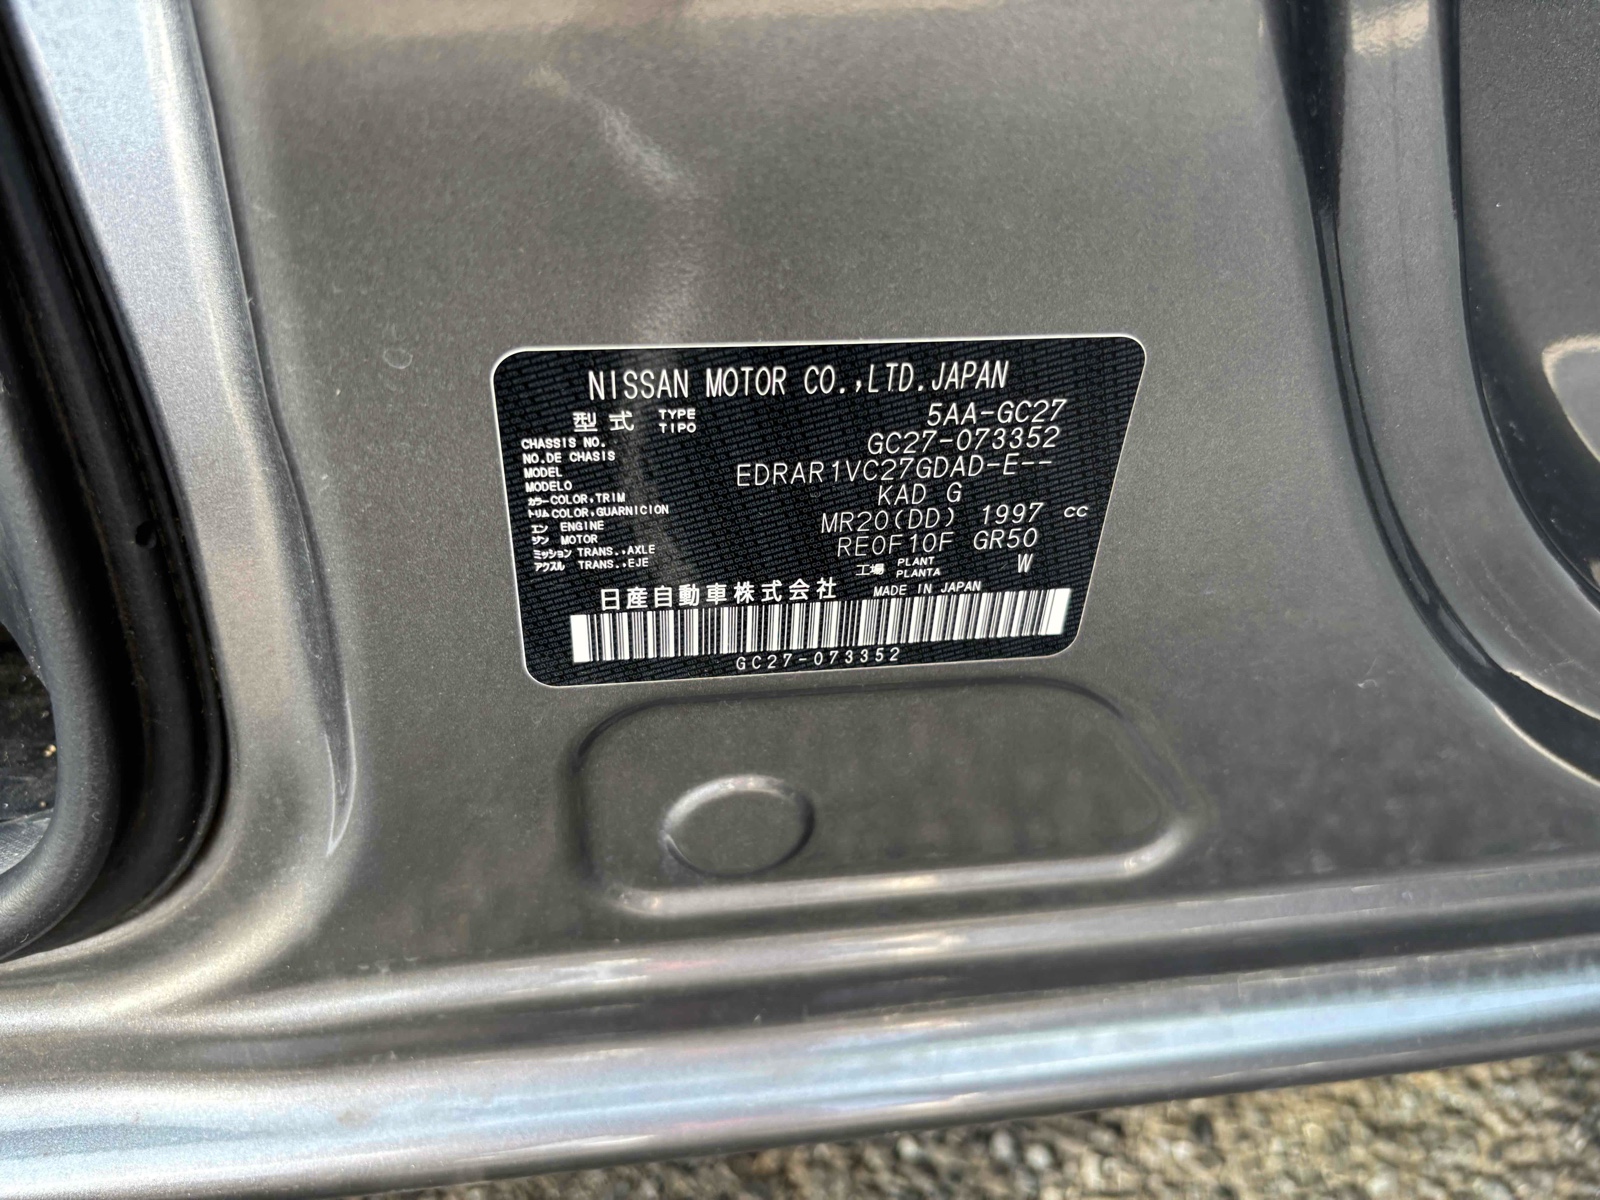 NISSAN MOTOR CO.,LTD.JAPAN
型式 TYPE TIPO 5AA-GC27
CHASSIS NO. NO.DE CHASIS GC27-073352
MODEL MODELO EDRAR1VC27GDAD-E--
カラー COLOR,TRIM トリム COLOR,GUARNICION KAD G
エンジン ENGINE MOTOR MR20(DD) 1997 cc
ミッション TRANS.,AXLE アクスル TRANS.,EJE RE0F10F GR50
工場 PLANT PLANTA W
日産自動車株式会社 MADE IN JAPAN
GC27-073352